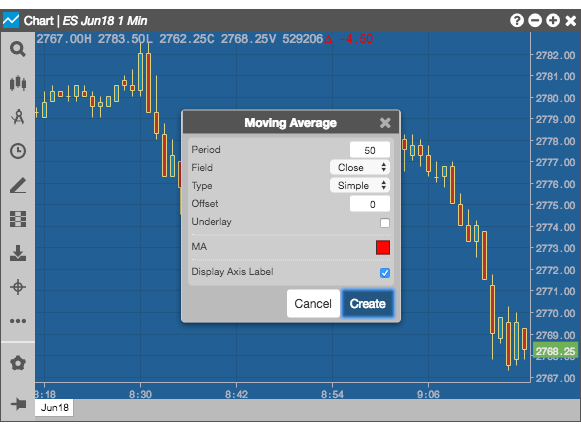 Chart | ES Jun18 1 Min
2767.00H 2783.50L 2762.25C 2768.25V 529206△ -4.50
2782.00
2781.00
2780.00
2779.00
2778.00
2777.00
2776.00
2775.00
2774.00
2773.00
2772.00
2771.00
2770.00
2769.00
2768.25
2767.00
Moving Average
Period 50
Field Close
Type Simple
Offset 0
Underlay
MA
Display Axis Label
Cancel Create
8:18 8:30 8:42 8:54 9:06
Jun18